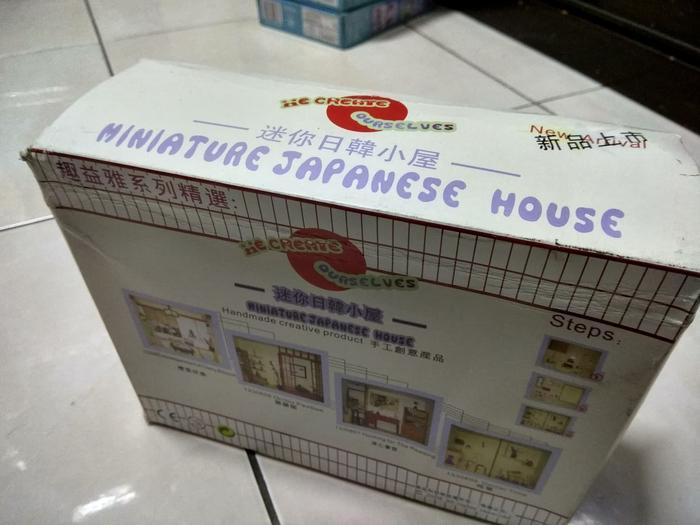 WE CREATE
OURSELVES
迷你日韓小屋
MINIATURE JAPANESE HOUSE
New
新品上市
趣益雅系列精選:
WE CREATE
OURSELVES
迷你日韓小屋
MINIATURE JAPANESE HOUSE
Handmade creative product 手工創意產品
Steps:
CE